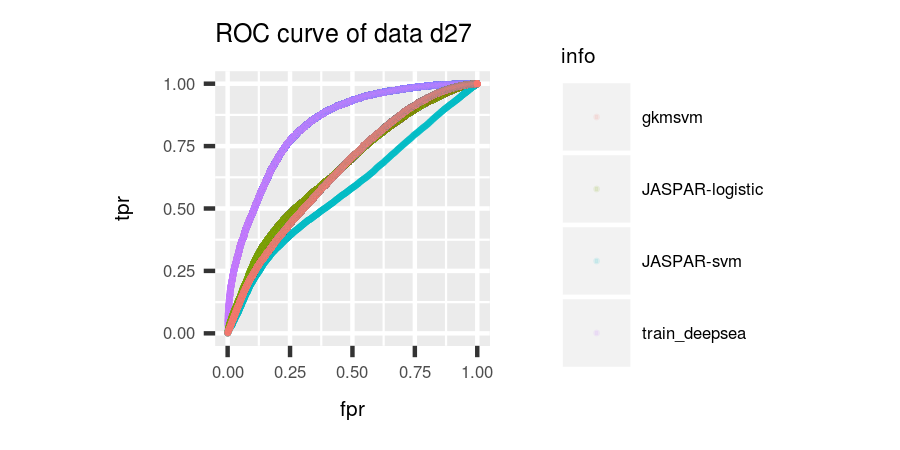 ROC curve of data d27
info
1.00
0.75
0.50
0.25
0.00
tpr
0.00 0.25 0.50 0.75 1.00
fpr
gkmsvm
JASPAR-logistic
JASPAR-svm
train_deepsea